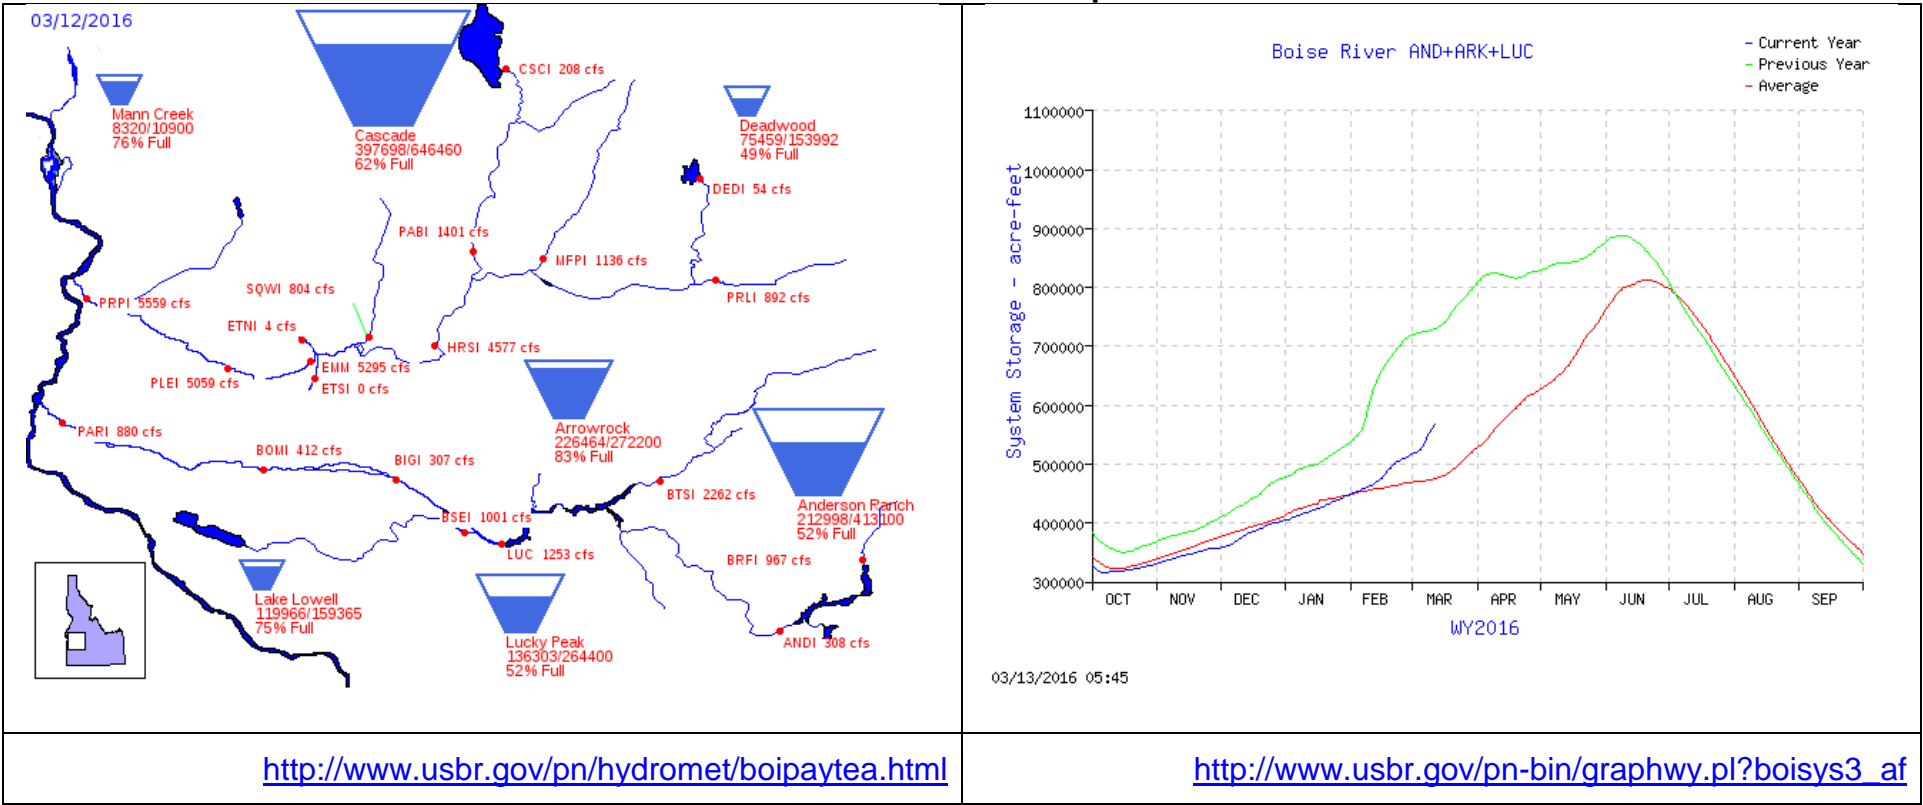 03/12/2016
Mann Creek
8320/10900
76% Full
Cascade
397698/646460
62% Full
CSCI 208 cfs
Deadwood
75459/153992
49% Full
DEDI 54 cfs
PABI 1401 cfs
MFPI 1136 cfs
PRLI 892 cfs
SQWI 804 cfs
PRPI 5559 cfs
ETNI 4 cfs
HRSI 4577 cfs
EMM 5295 cfs
PLEI 5059 cfs
ETSI 0 cfs
Arrowrock
226464/272200
83% Full
PARI 880 cfs
BOMI 412 cfs
BIGI 307 cfs
BTSI 2262 cfs
Anderson Ranch
212998/413100
52% Full
BSEI 1001 cfs
LUC 1253 cfs
BRFI 967 cfs
Lake Lowell
119966/159365
75% Full
Lucky Peak
136303/264400
52% Full
ANDI 308 cfs
http://www.usbr.gov/pn/hydromet/boipaytea.html
Boise River AND+ARK+LUC
Current Year
Previous Year
Average
System Storage - acre-feet
1100000
1000000
900000
800000
700000
600000
500000
400000
300000
OCT NOV DEC JAN FEB MAR APR MAY JUN JUL AUG SEP
WY2016
03/13/2016 05:45
http://www.usbr.gov/pn-bin/graphwy.pl?boisys3_af